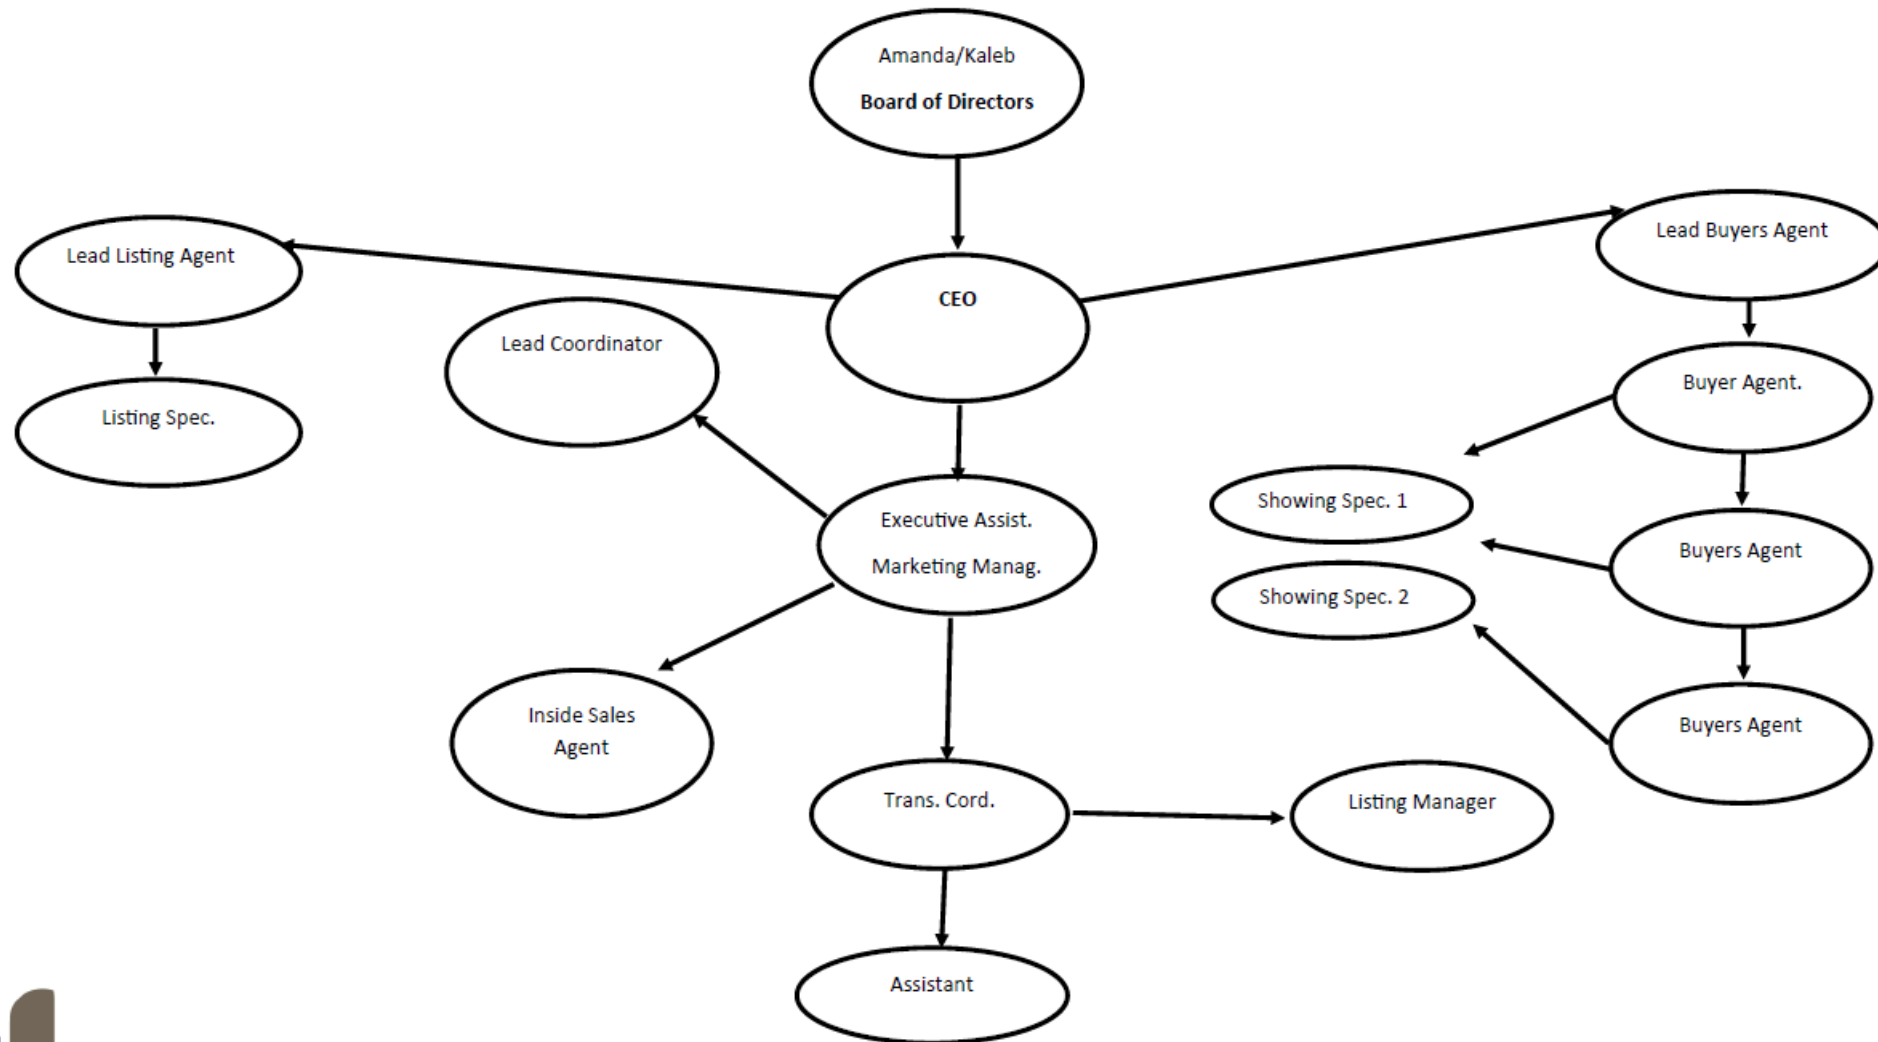 Amanda/Kaleb
Board of Directors
Lead Listing Agent
CEO
Lead Buyers Agent
Lead Coordinator
Listing Spec.
Buyer Agent.
Executive Assist.
Marketing Manag.
Showing Spec. 1
Buyers Agent
Showing Spec. 2
Inside Sales
Agent
Buyers Agent
Trans. Cord.
Listing Manager
Assistant